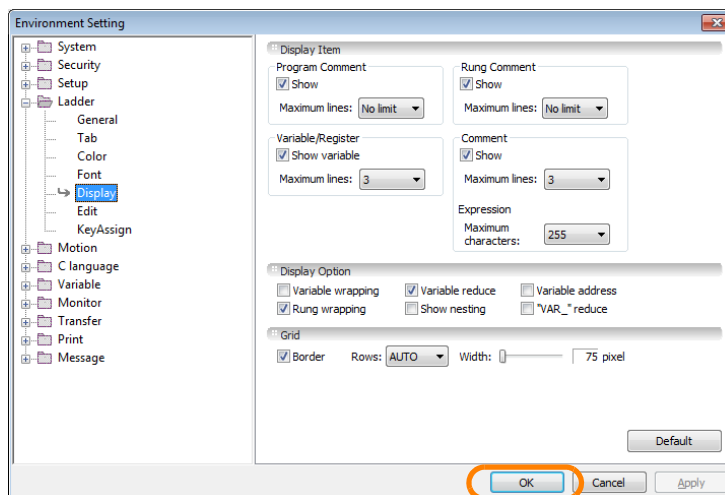 Environment Setting
System
Security
Setup
Ladder
General
Tab
Color
Font
Display
Edit
KeyAssign
Motion
C language
Variable
Monitor
Transfer
Print
Message
Display Item
Program Comment
Show
Maximum lines: No limit
Rung Comment
Show
Maximum lines: No limit
Variable/Register
Show variable
Maximum lines: 3
Comment
Show
Maximum lines: 3
Expression
Maximum
characters: 255
Display Option
Variable wrapping Variable reduce Variable address
Rung wrapping Show nesting "VAR_" reduce
Grid
Border Rows: AUTO Width: 75 pixel
Default
OK Cancel Apply